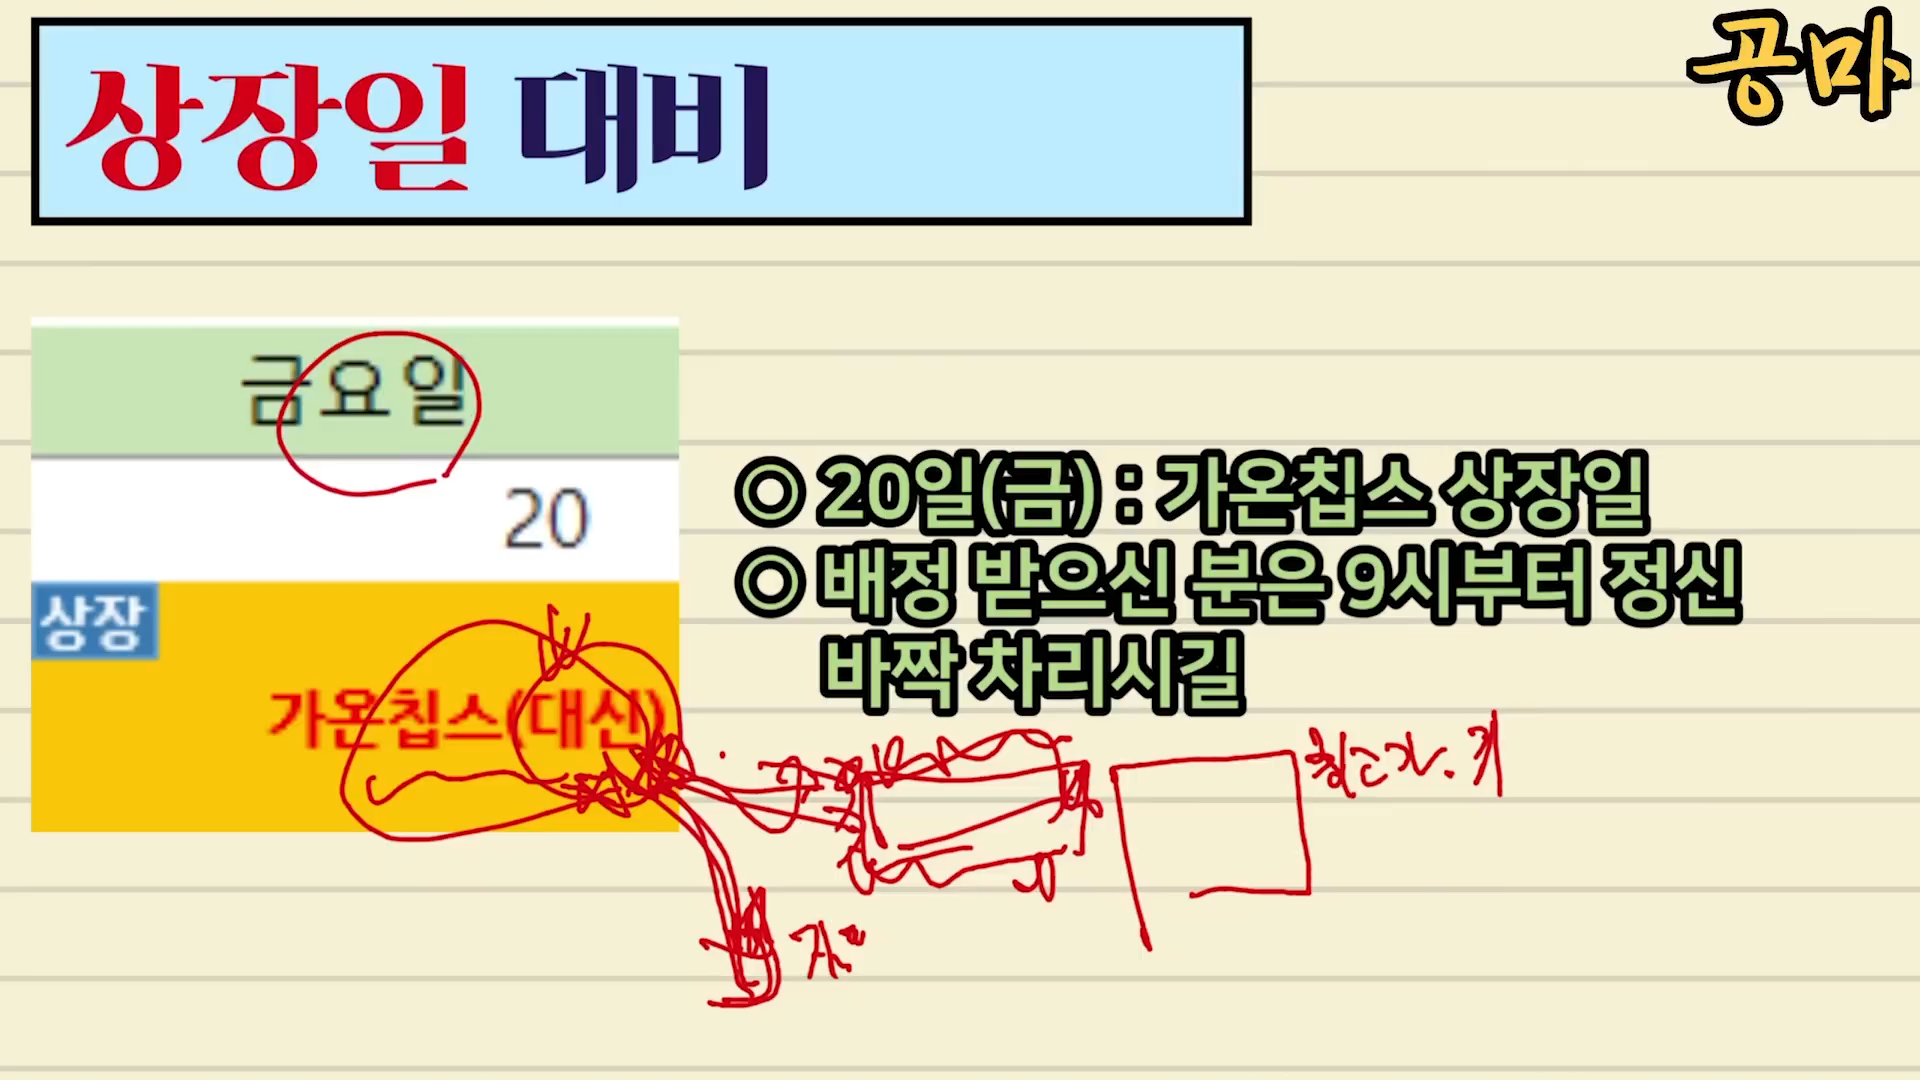 상장일 대비
공마
금요일
20
상장
가온칩스(대신)
◎ 20일(금) : 가온칩스 상장일
◎ 배정 받으신 분은 9시부터 정신
바짝 차리시길